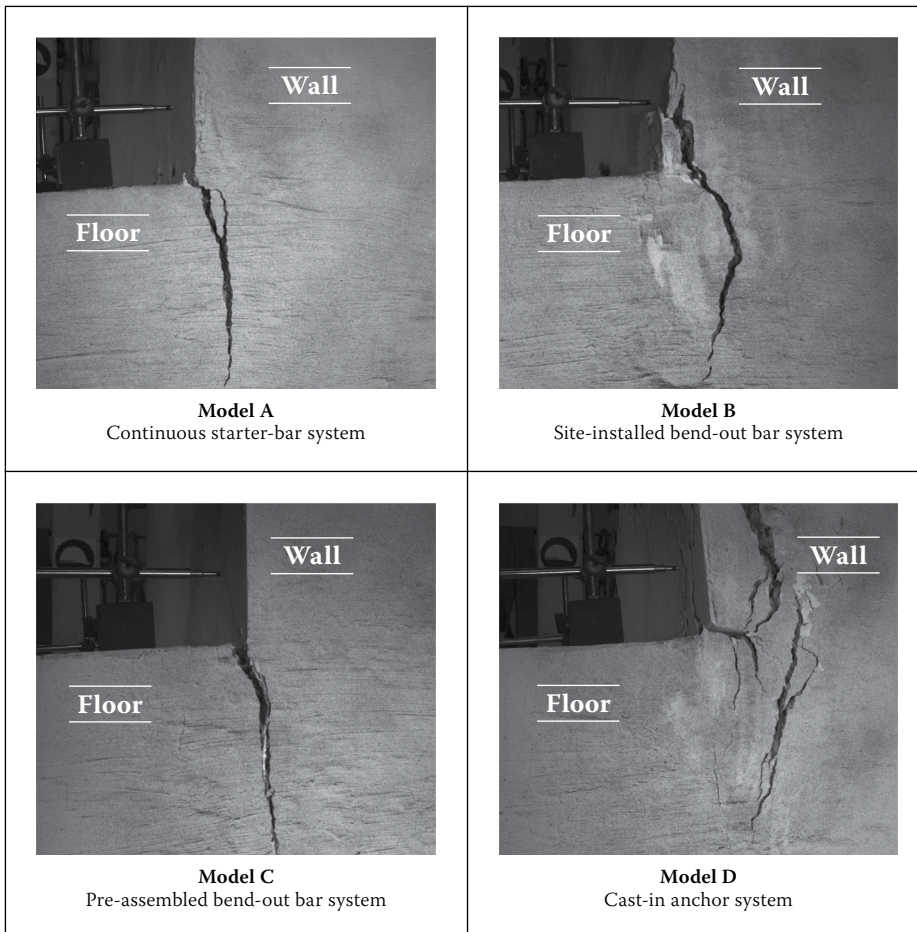 Wall
Floor
Model A
Continuous starter-bar system
Wall
Floor
Model B
Site-installed bend-out bar system
Wall
Floor
Model C
Pre-assembled bend-out bar system
Wall
Floor
Model D
Cast-in anchor system